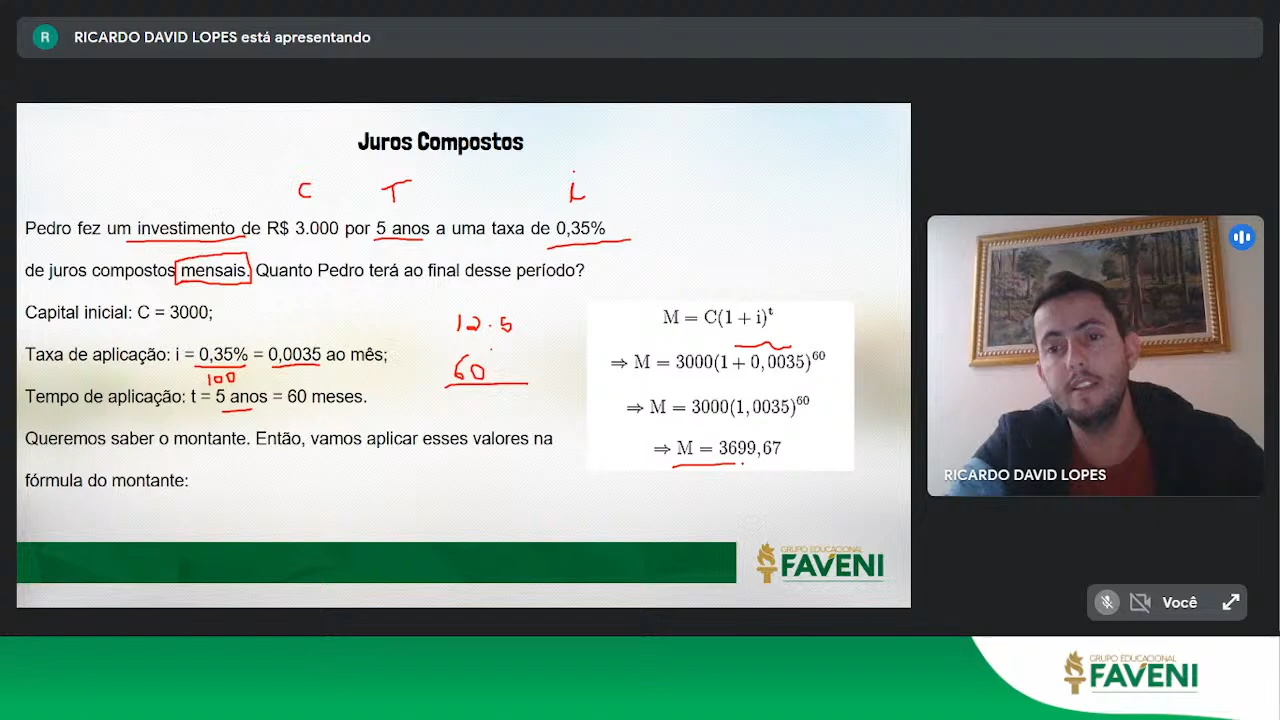 R RICARDO DAVID LOPES está apresentando
Juros Compostos
C T i
Pedro fez um investimento de R$ 3.000 por 5 anos a uma taxa de 0,35%
de juros compostos mensais. Quanto Pedro terá ao final desse período?
Capital inicial: C = 3000;
12.5
Taxa de aplicação: i = 0,35% = 0,0035 ao mês;
100
60
Tempo de aplicação: t = 5 anos = 60 meses.
Queremos saber o montante. Então, vamos aplicar esses valores na
fórmula do montante:
M = C(1 + i)ᵗ
⇒ M = 3000(1 + 0,0035)⁶⁰
⇒ M = 3000(1,0035)⁶⁰
⇒ M = 3699,67
GRUPO EDUCACIONAL
FAVENI
RICARDO DAVID LOPES
Você
GRUPO EDUCACIONAL
FAVENI